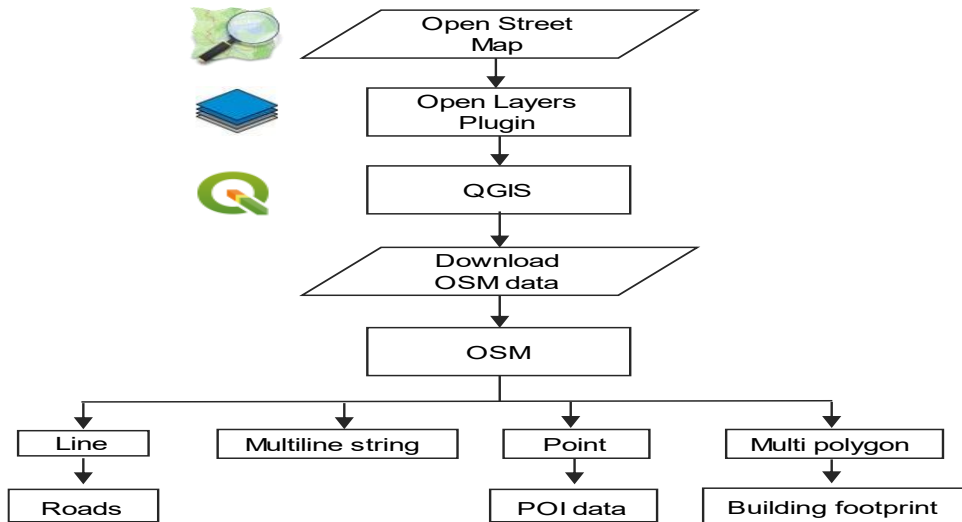 Open Street
Map
Open Layers
Plugin
QGIS
Download
OSM data
OSM
Line
Multiline string
Point
Multi polygon
Roads
POI data
Building footprint